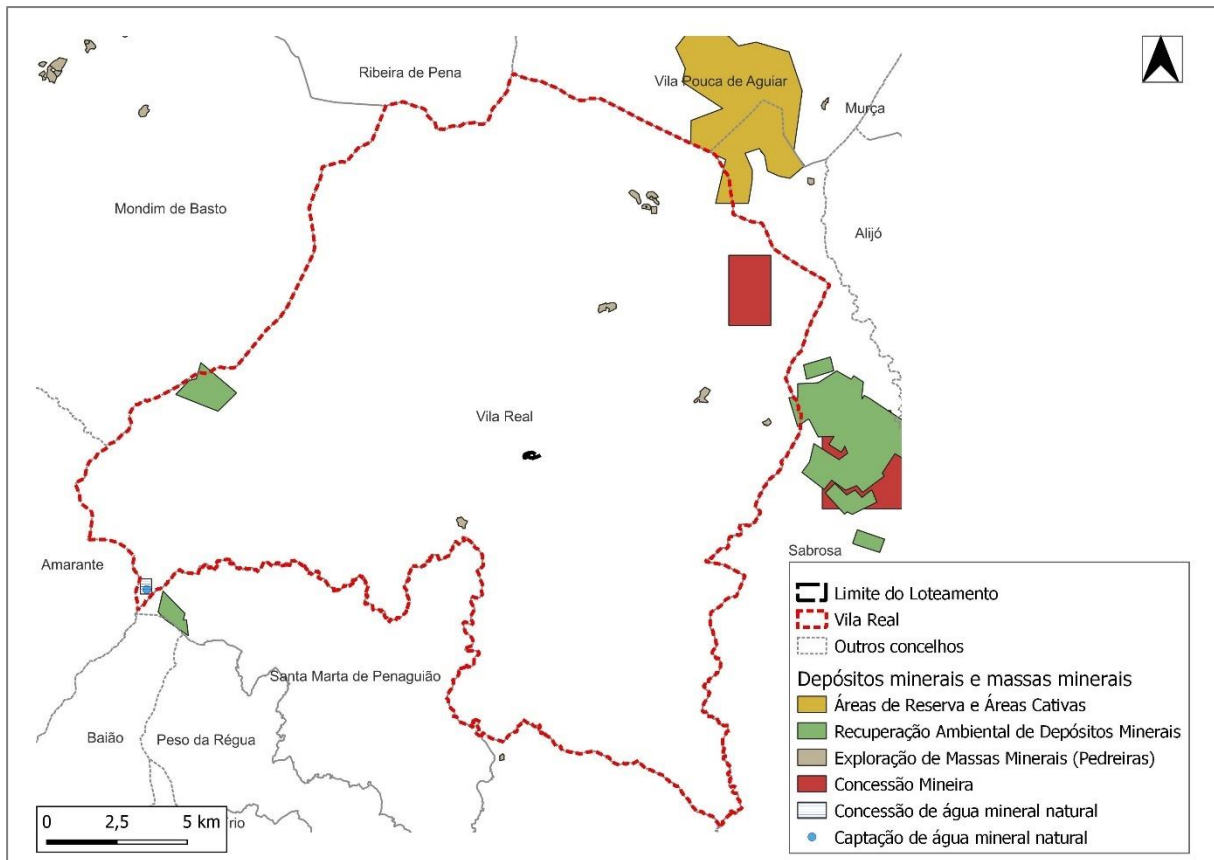 Ribeira de Pena
Vila Pouca de Aguiar
Murça
Mondim de Basto
Alijó
Vila Real
Sabrosa
Amarante
Santa Marta de Penaguião
Baião
Peso da Régua
rio
0 2,5 5 km
Limite do Loteamento
Vila Real
Outros concelhos
Depósitos minerais e massas minerais
Áreas de Reserva e Áreas Cativas
Recuperação Ambiental de Depósitos Minerais
Exploração de Massas Minerais (Pedreiras)
Concessão Mineira
Concessão de água mineral natural
Captação de água mineral natural